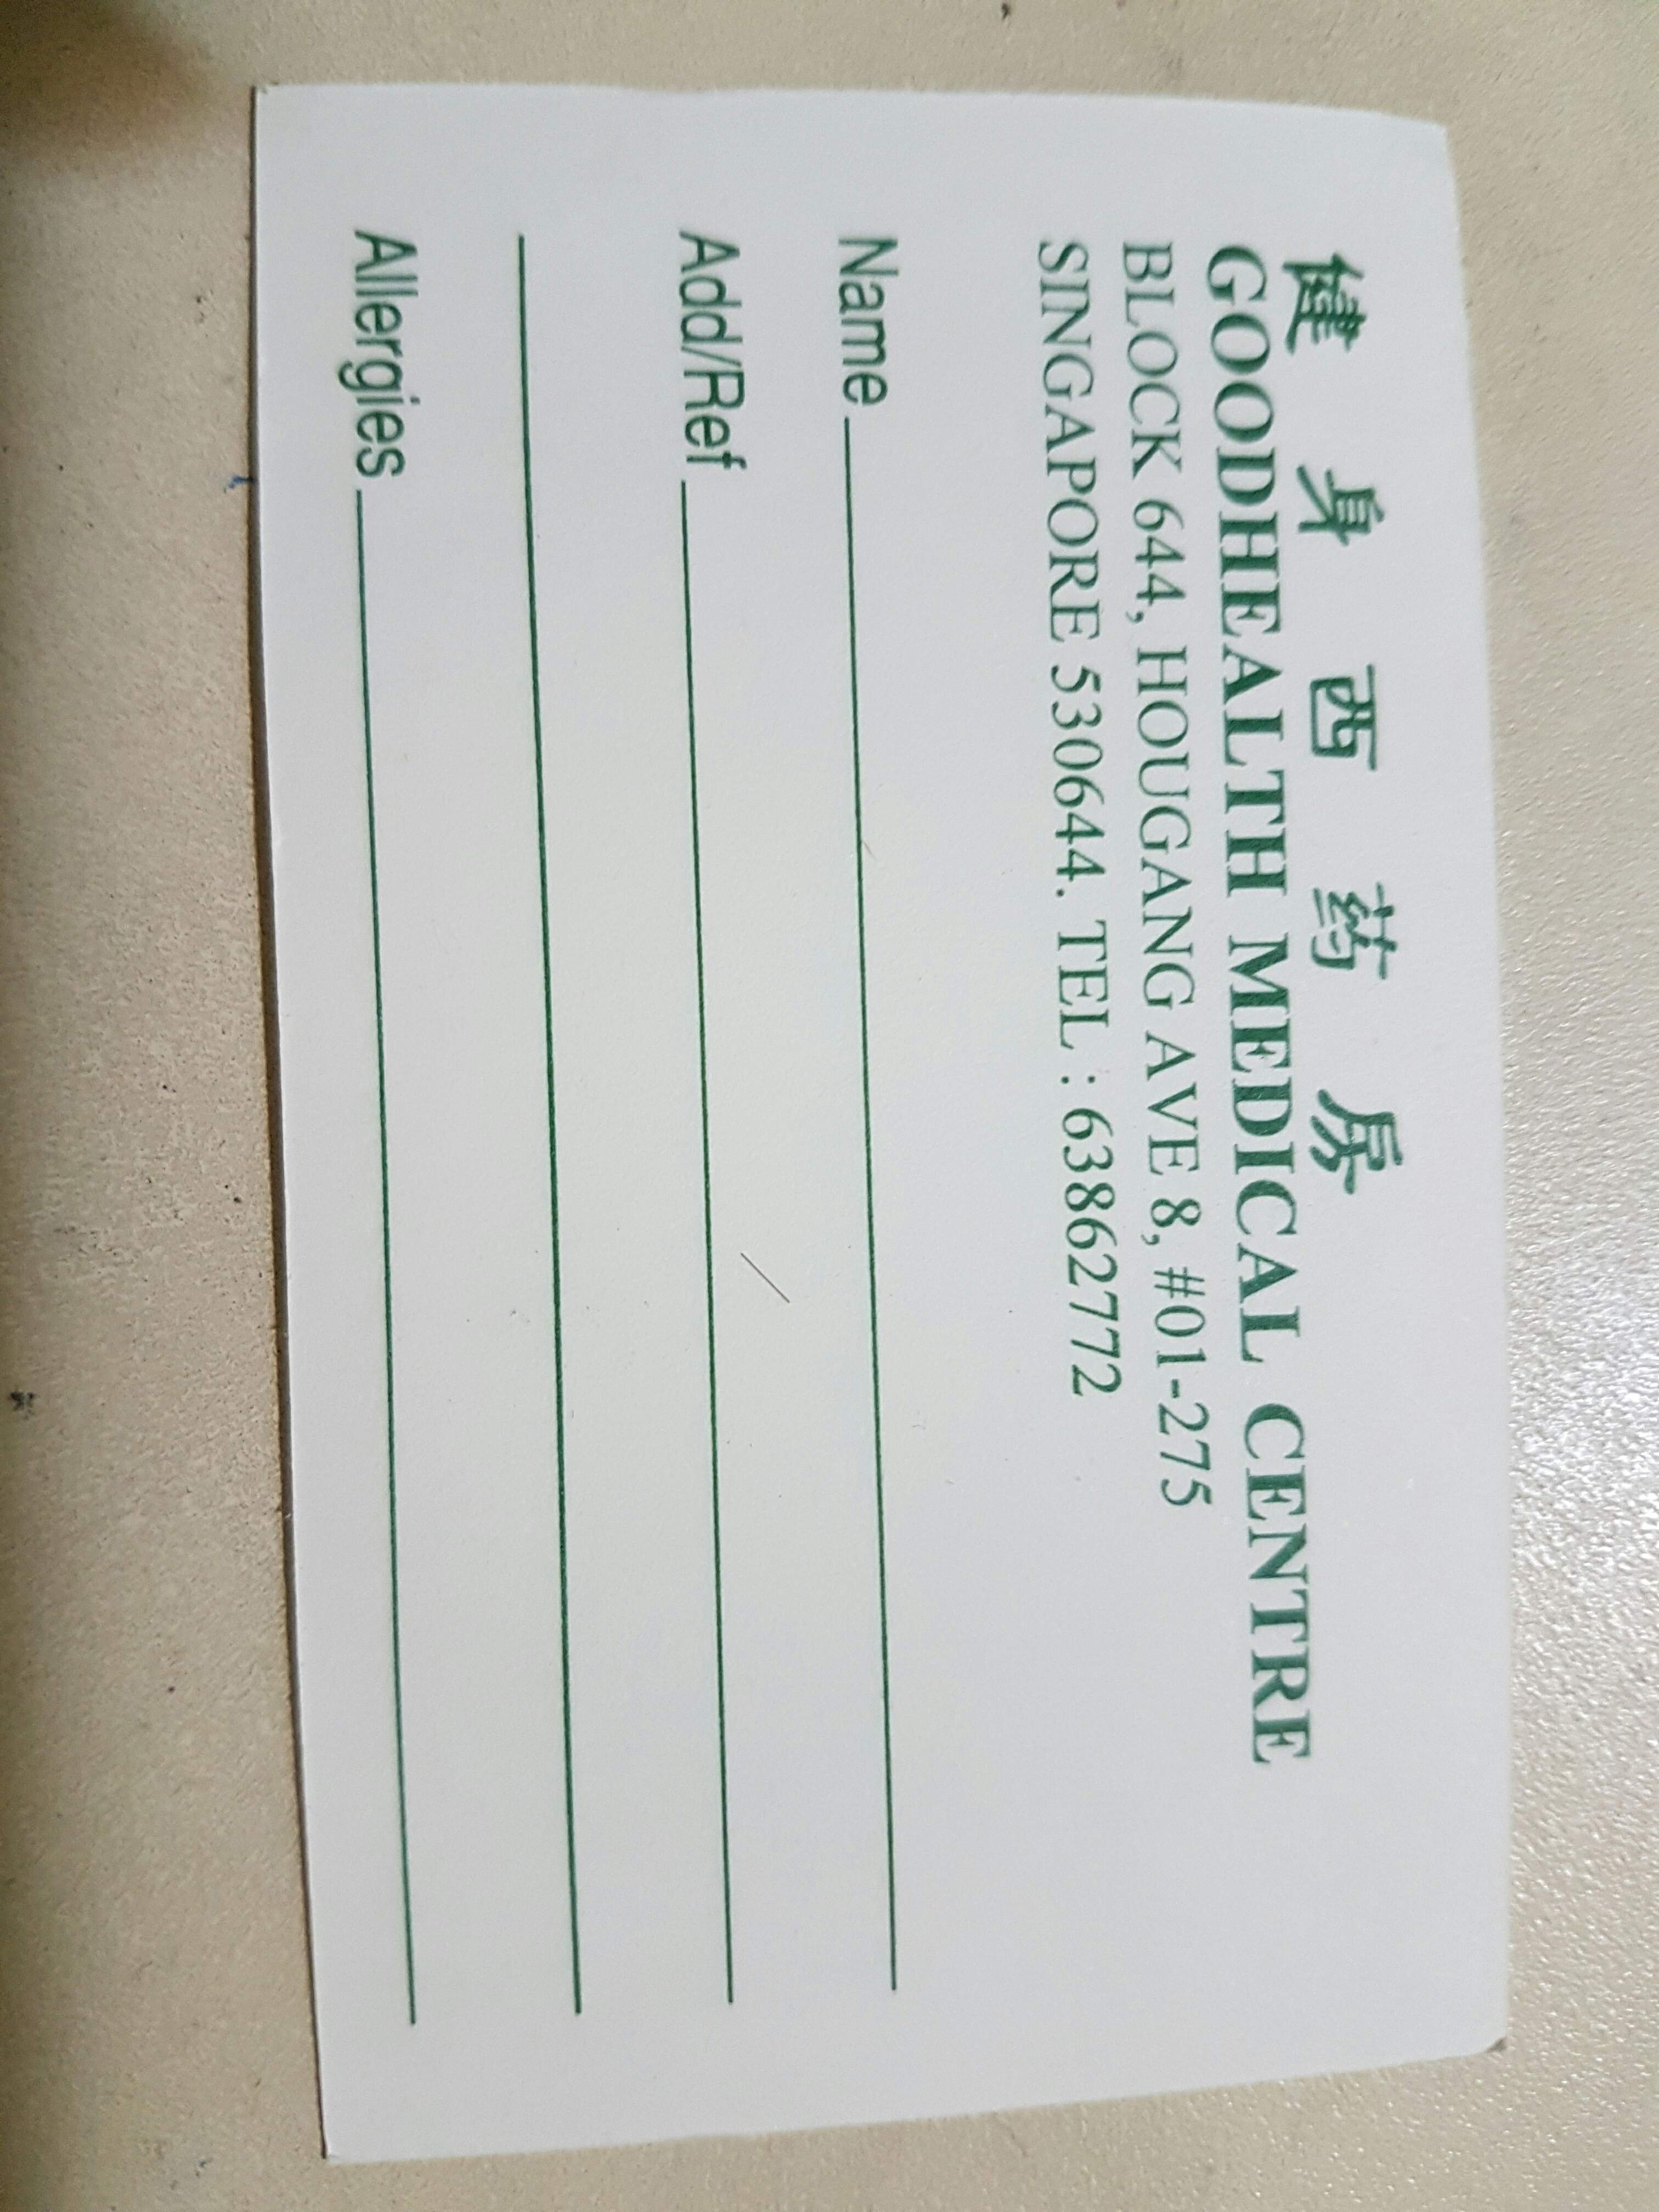 健身西药房
GOODHEALTH MEDICAL CENTRE
BLOCK 644, HOUGANG AVE 8, #01-275
SINGAPORE 530644. TEL : 63862772
Name
Add/Ref
Allergies